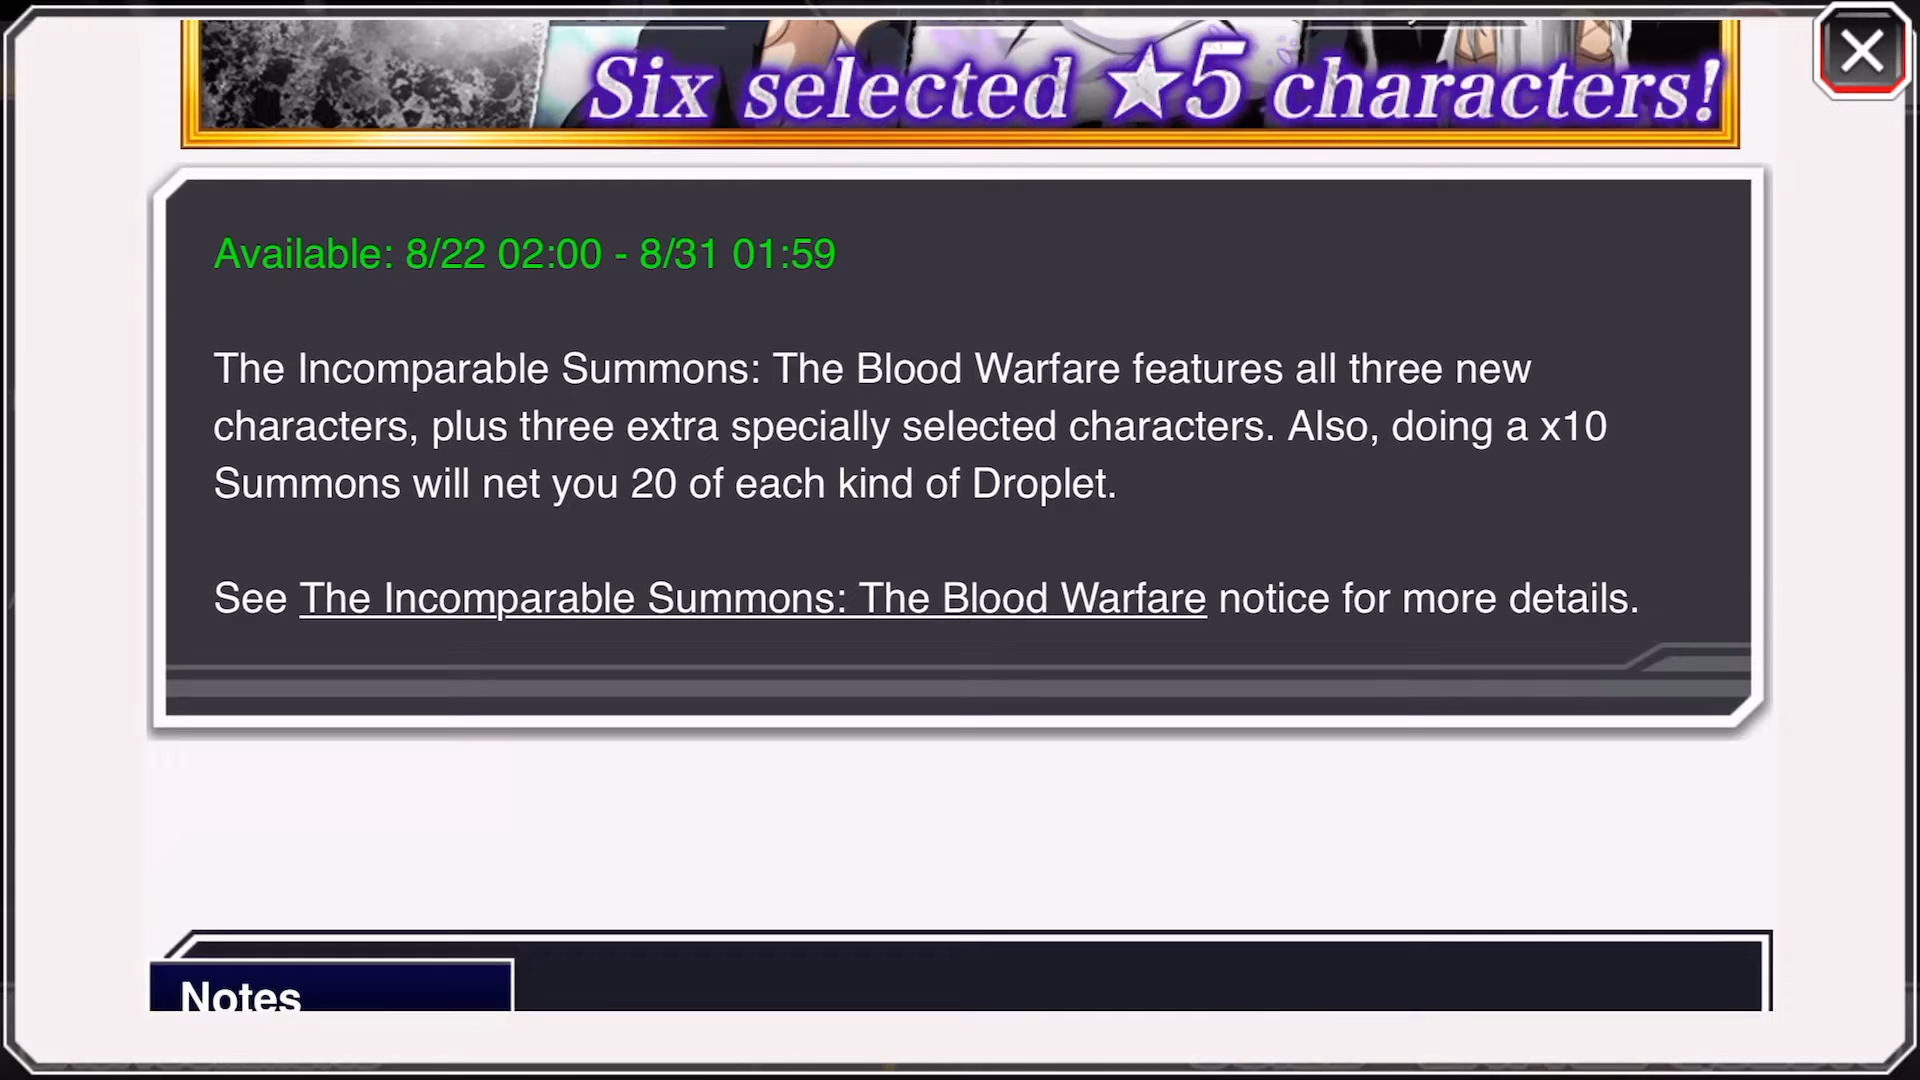 Six selected ★5 characters!
Available: 8/22 02:00 - 8/31 01:59
The Incomparable Summons: The Blood Warfare features all three new
characters, plus three extra specially selected characters. Also, doing a x10
Summons will net you 20 of each kind of Droplet.
See The Incomparable Summons: The Blood Warfare notice for more details.
Notes